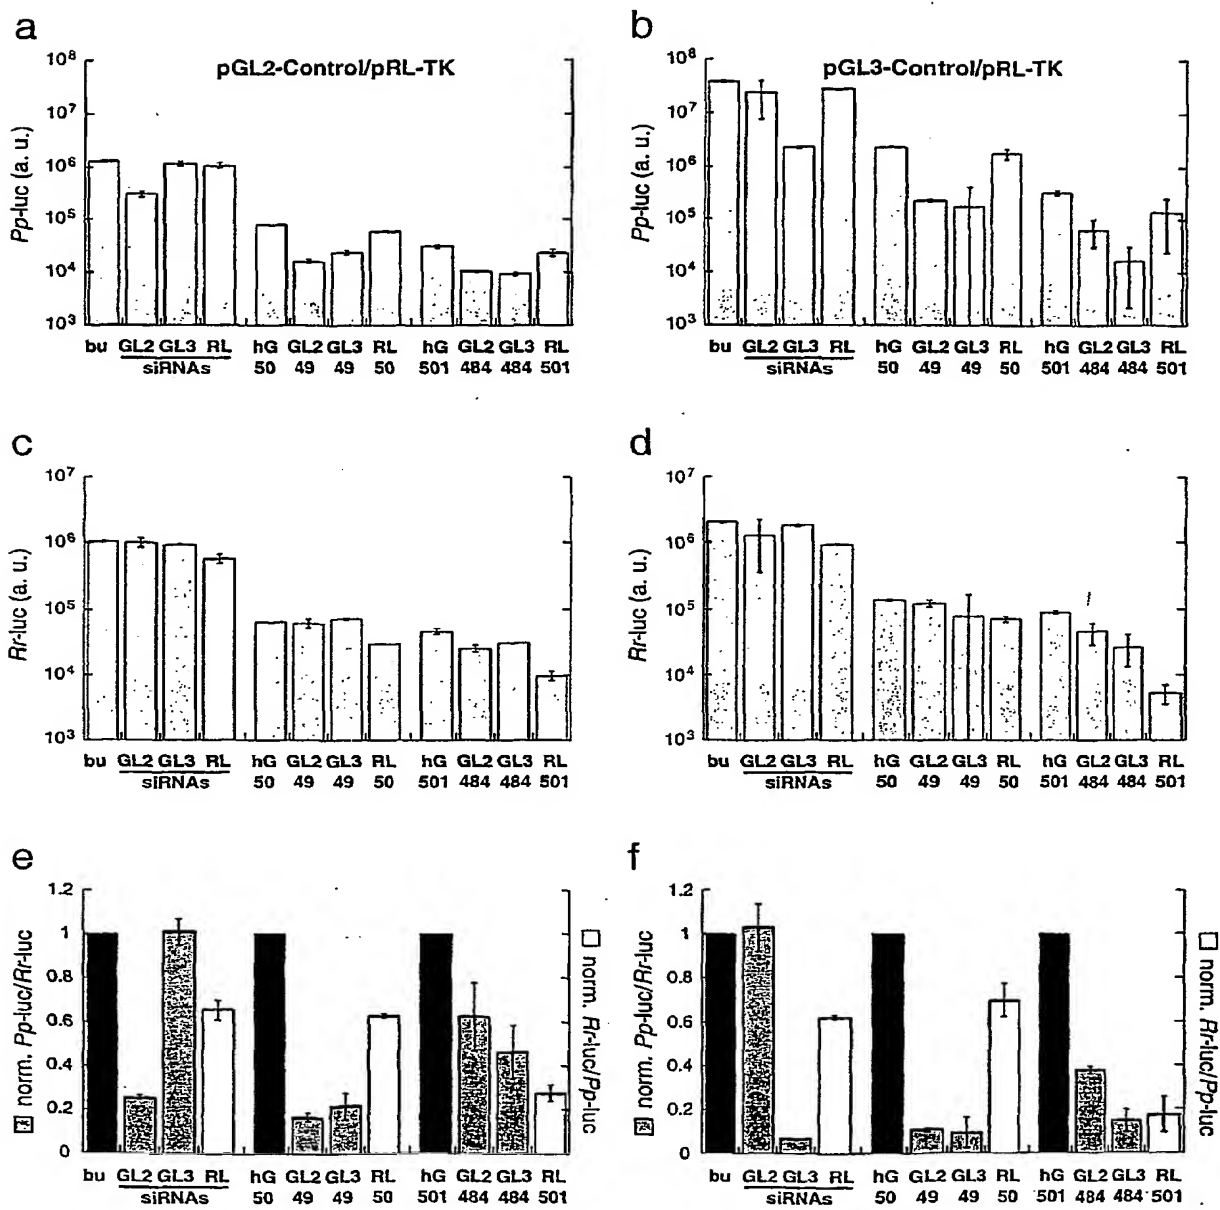 a
pGL2-Control/pRL-TK
Pp-luc (a. u.)
10⁸
10⁷
10⁶
10⁵
10⁴
10³
bu GL2 GL3 RL hG GL2 GL3 RL hG GL2 GL3 RL
siRNAs 50 49 49 50 501 484 484 501
b
pGL3-Control/pRL-TK
Pp-luc (a. u.)
10⁸
10⁷
10⁶
10⁵
10⁴
10³
bu GL2 GL3 RL hG GL2 GL3 RL hG GL2 GL3 RL
siRNAs 50 49 49 50 501 484 484 501
c
Rr-luc (a. u.)
10⁷
10⁶
10⁵
10⁴
10³
bu GL2 GL3 RL hG GL2 GL3 RL hG GL2 GL3 RL
siRNAs 50 49 49 50 501 484 484 501
d
Rr-luc (a. u.)
10⁷
10⁶
10⁵
10⁴
10³
bu GL2 GL3 RL hG GL2 GL3 RL hG GL2 GL3 RL
siRNAs 50 49 49 50 501 484 484 501
e
norm. Pp-luc/Rr-luc
1.2
1
0.8
0.6
0.4
0.2
0
norm. Rr-luc/Pp-luc
bu GL2 GL3 RL hG GL2 GL3 RL hG GL2 GL3 RL
siRNAs 50 49 49 50 501 484 484 501
f
norm. Pp-luc/Rr-luc
1.2
1
0.8
0.6
0.4
0.2
0
norm. Rr-luc/Pp-luc
bu GL2 GL3 RL hG GL2 GL3 RL hG GL2 GL3 RL
siRNAs 50 49 49 50 501 484 484 501